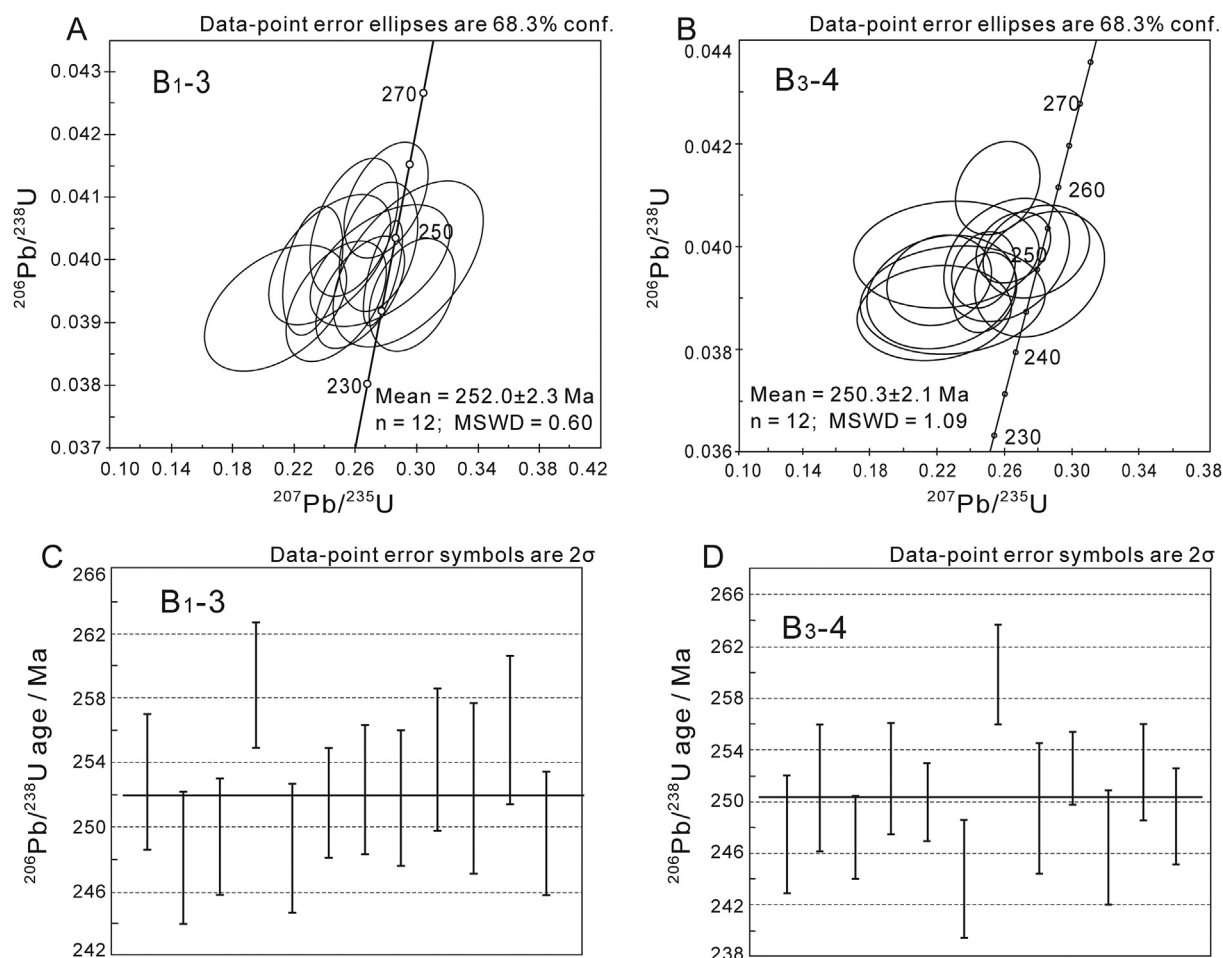 A
Data-point error ellipses are 68.3% conf.
B1-3
0.043
0.042
0.041
0.040
0.039
0.038
0.037
206Pb/238U
270
250
230
Mean = 252.0±2.3 Ma
n = 12; MSWD = 0.60
0.10 0.14 0.18 0.22 0.26 0.30 0.34 0.38 0.42
207Pb/235U
B
Data-point error ellipses are 68.3% conf.
B3-4
0.044
0.042
0.040
0.038
0.036
206Pb/238U
270
260
250
240
230
Mean = 250.3±2.1 Ma
n = 12; MSWD = 1.09
0.10 0.14 0.18 0.22 0.26 0.30 0.38
207Pb/235U
C
Data-point error symbols are 2σ
B1-3
266
262
258
254
250
246
242
206Pb/238U age / Ma
D
Data-point error symbols are 2σ
B3-4
266
262
258
254
250
246
242
238
206Pb/238U age / Ma